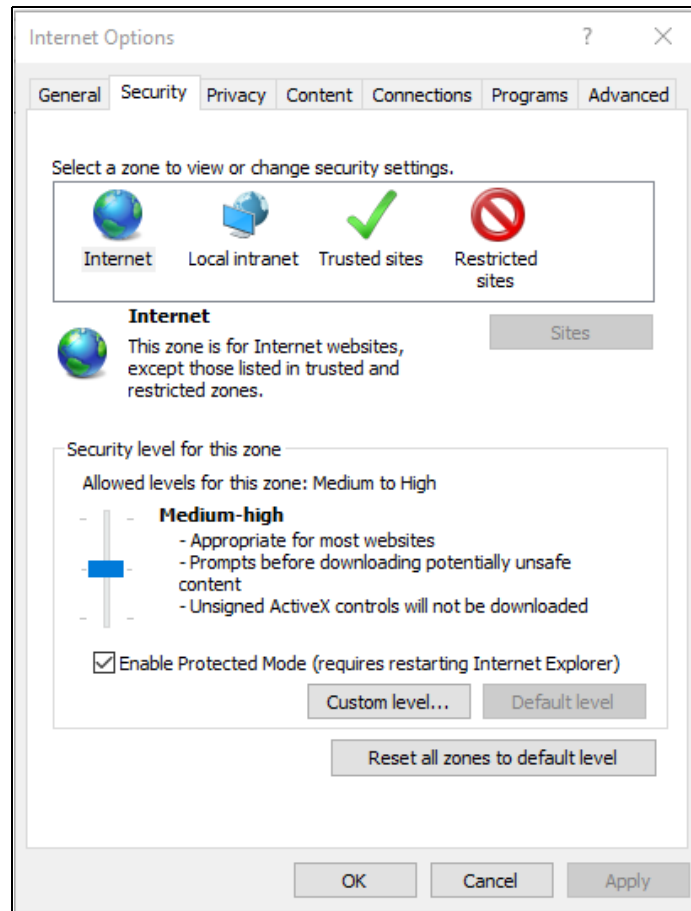 Internet Options ?
General Security Privacy Content Connections Programs Advanced
Select a zone to view or change security settings.
Internet Local intranet Trusted sites Restricted
sites
Internet
This zone is for Internet websites,
except those listed in trusted and
restricted zones.
Sites
Security level for this zone
Allowed levels for this zone: Medium to High
Medium-high
- Appropriate for most websites
- Prompts before downloading potentially unsafe
content
- Unsigned ActiveX controls will not be downloaded
Enable Protected Mode (requires restarting Internet Explorer)
Custom level... Default level
Reset all zones to default level
OK Cancel Apply